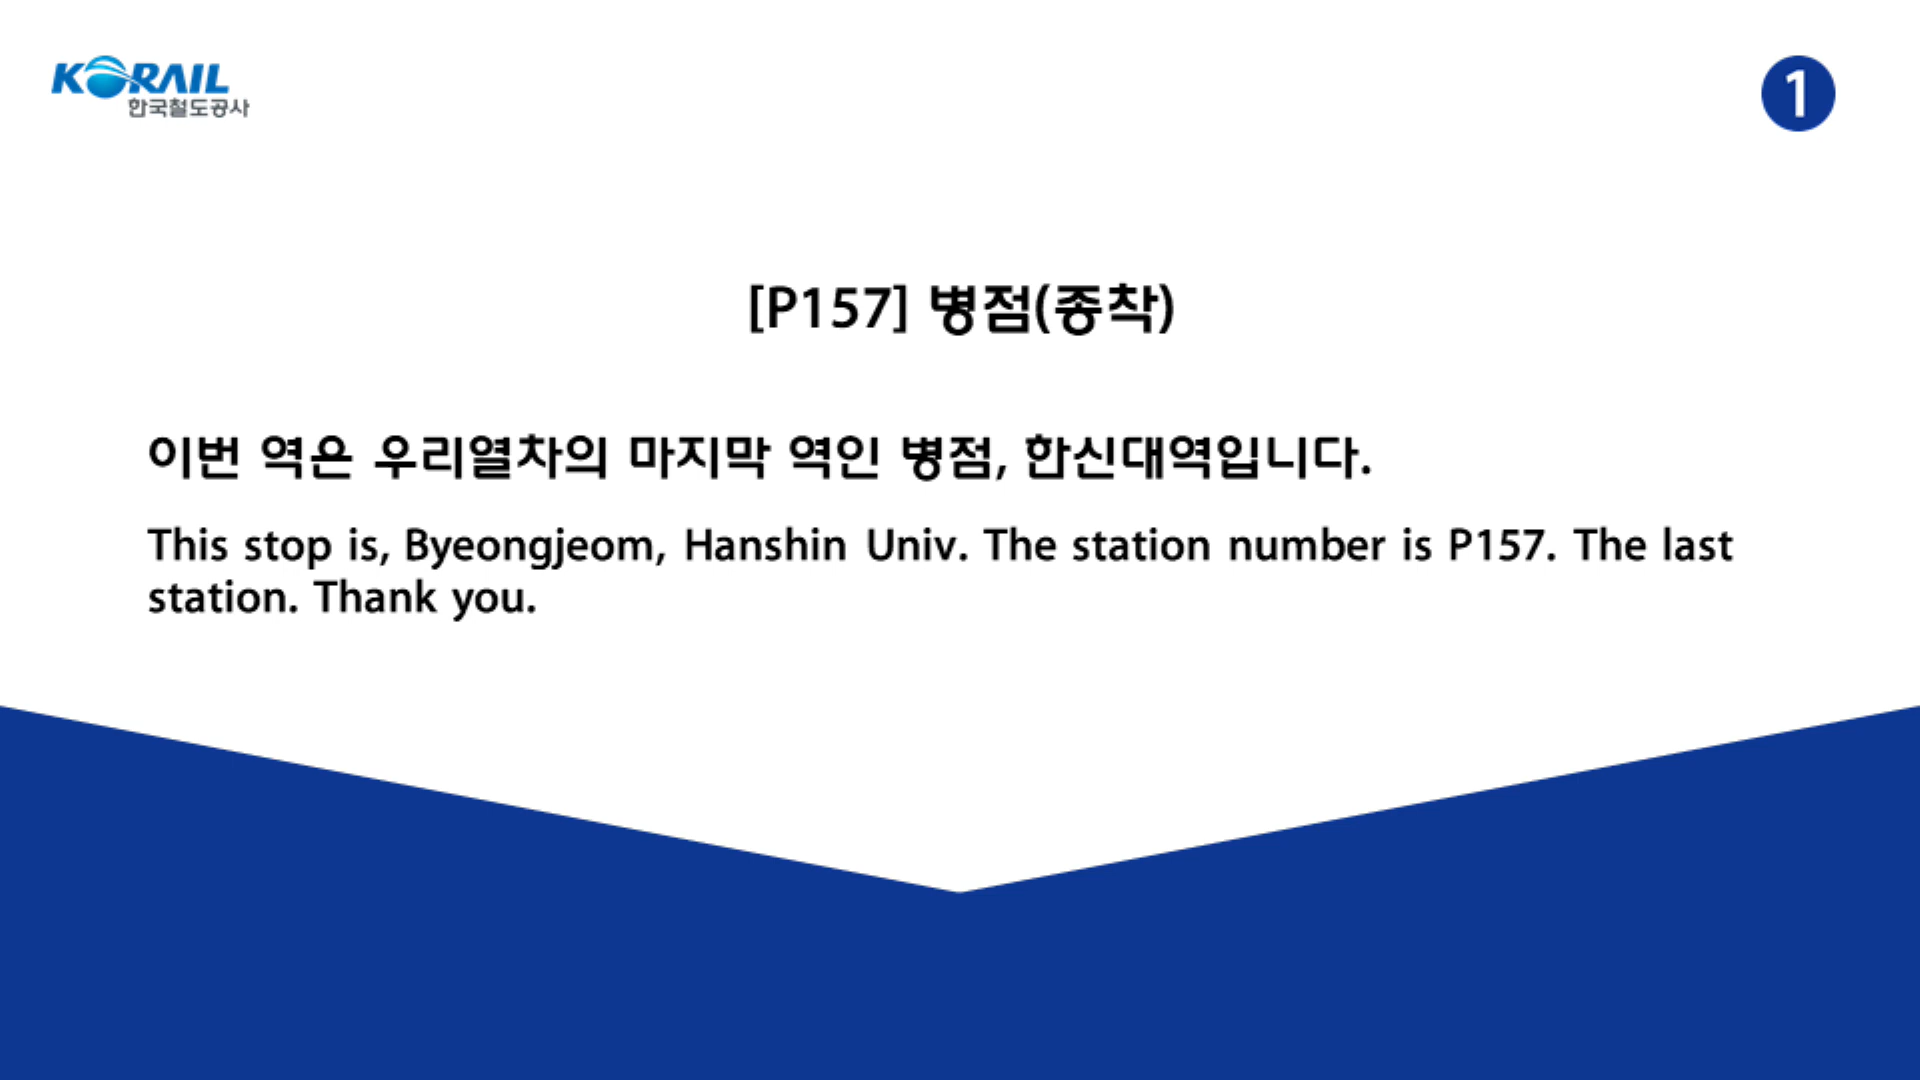 KORAIL
한국철도공사
1
[P157] 병점(종착)
이번 역은 우리열차의 마지막 역인 병점, 한신대역입니다.
This stop is, Byeongjeom, Hanshin Univ. The station number is P157. The last
station. Thank you.